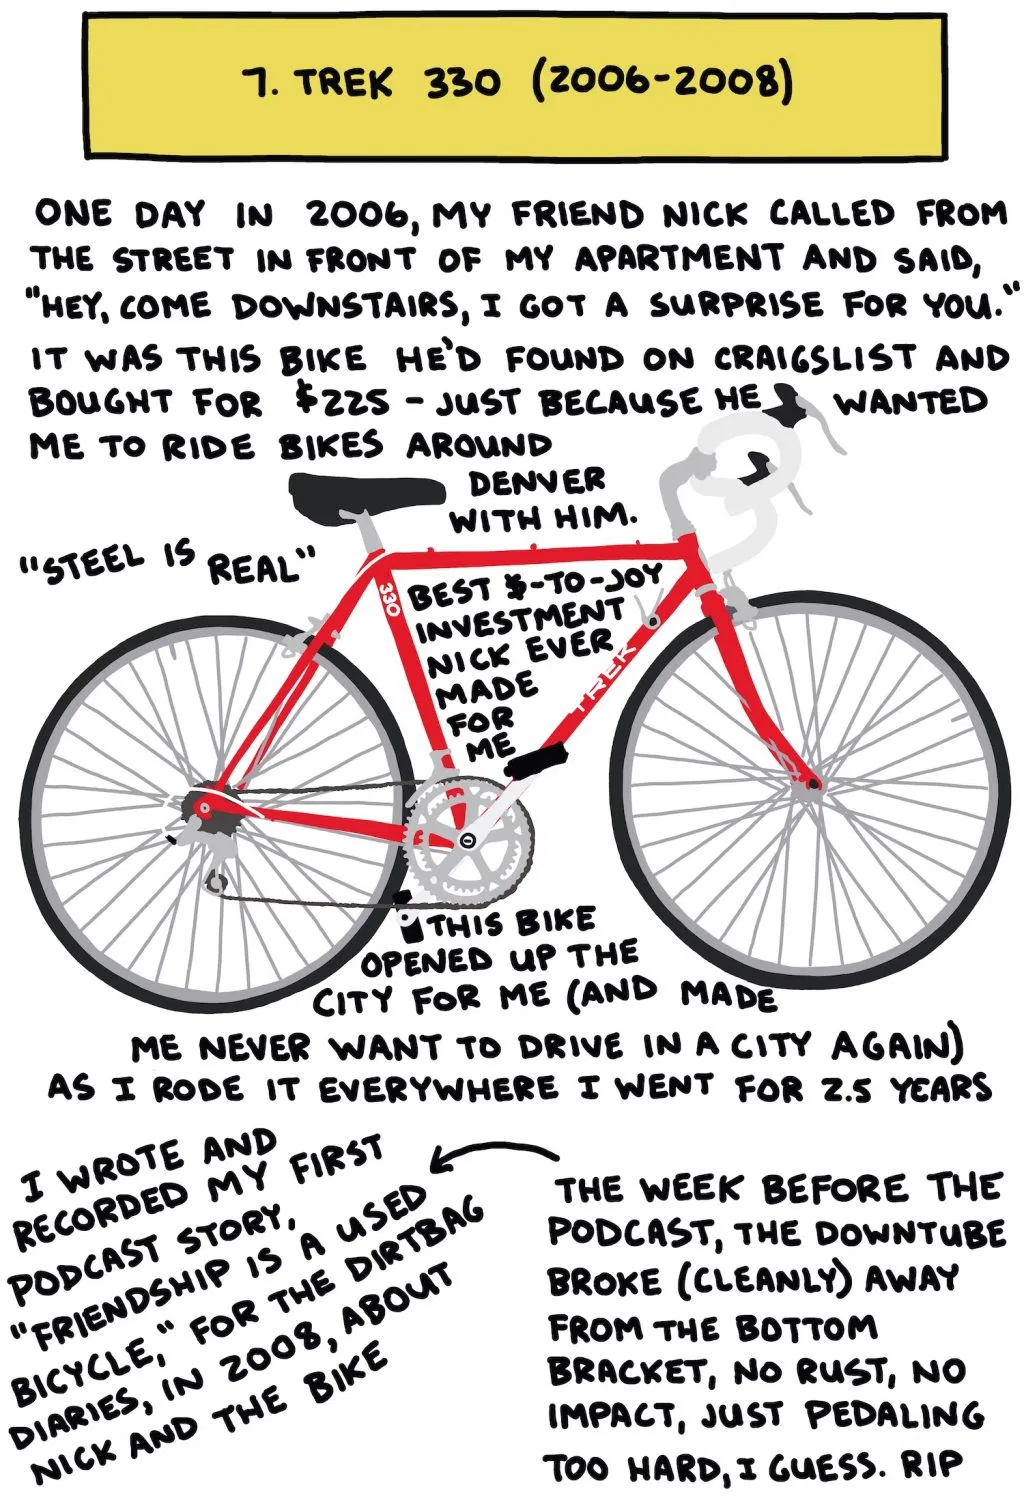 7. TREK 330 (2006-2008)
ONE DAY IN 2006, MY FRIEND NICK CALLED FROM
THE STREET IN FRONT OF MY APARTMENT AND SAID,
"HEY, COME DOWNSTAIRS, I GOT A SURPRISE FOR YOU."
IT WAS THIS BIKE HE'D FOUND ON CRAIGSLIST AND
BOUGHT FOR $225 - JUST BECAUSE HE WANTED
ME TO RIDE BIKES AROUND
DENVER
WITH HIM.
"STEEL IS REAL"
330
BEST $-TO-JOY
INVESTMENT
NICK EVER
MADE
FOR
ME
TREK
THIS BIKE
OPENED UP THE
CITY FOR ME (AND MADE
ME NEVER WANT TO DRIVE IN A CITY AGAIN)
AS I RODE IT EVERYWHERE I WENT FOR 2.5 YEARS
I WROTE AND
RECORDED MY FIRST
PODCAST STORY,
"FRIENDSHIP IS A USED
BICYCLE," FOR THE DIRTBAG
DIARIES, IN 2008, ABOUT
NICK AND THE BIKE
THE WEEK BEFORE THE
PODCAST, THE DOWNTUBE
BROKE (CLEANLY) AWAY
FROM THE BOTTOM
BRACKET, NO RUST, NO
IMPACT, JUST PEDALING
TOO HARD, I GUESS. RIP